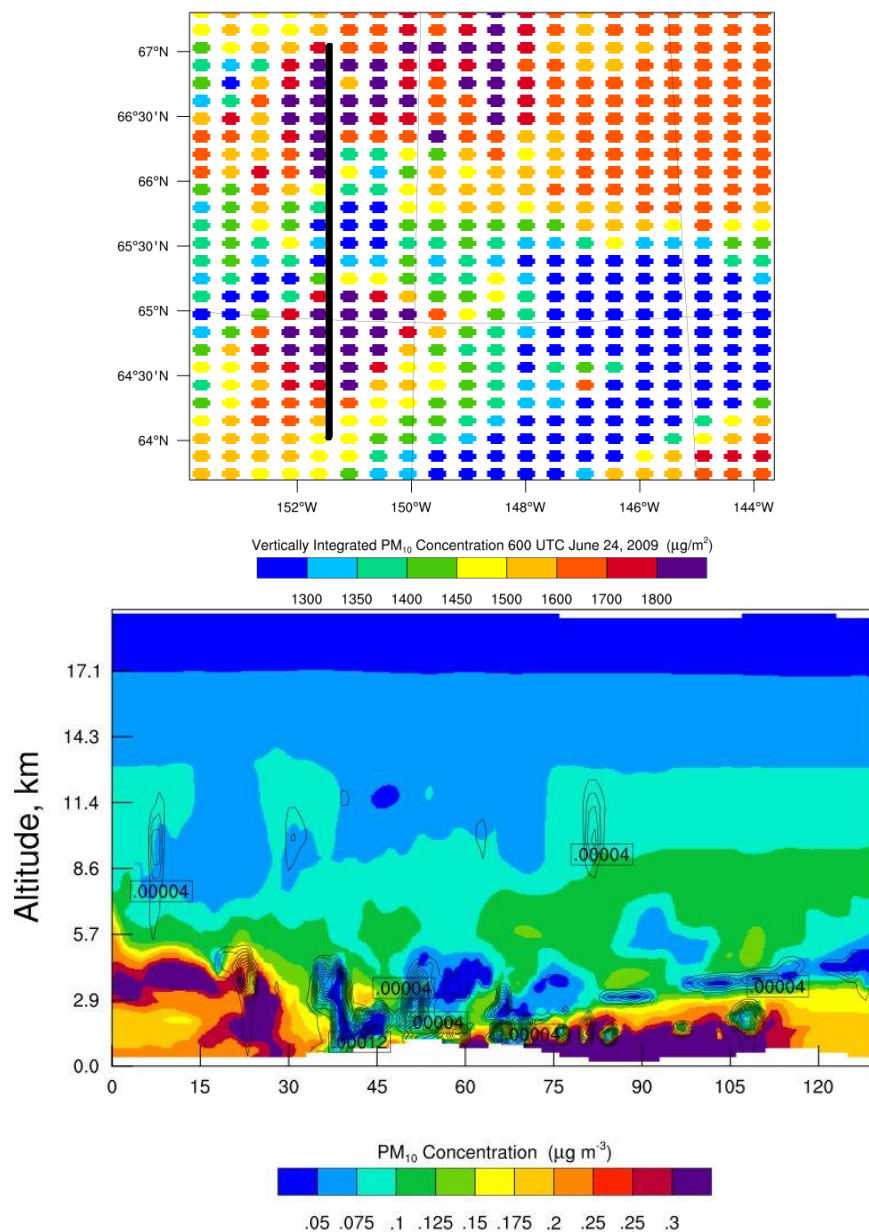 67°N
66°30'N
66°N
65°30'N
65°N
64°30'N
64°N
152°W 150°W 148°W 146°W 144°W
Vertically Integrated PM₁₀ Concentration 600 UTC June 24, 2009 (µg/m²)
1300 1350 1400 1450 1500 1600 1700 1800
17.1
14.3
11.4
.00004
8.6
.00004
Altitude, km
5.7
.00004 .00004
2.9
.00004
.00004
.00012
0.0
0 15 30 45 60 75 90 105 120
PM₁₀ Concentration (µg m⁻³)
.05 .075 .1 .125 .15 .175 .2 .25 .25 .3